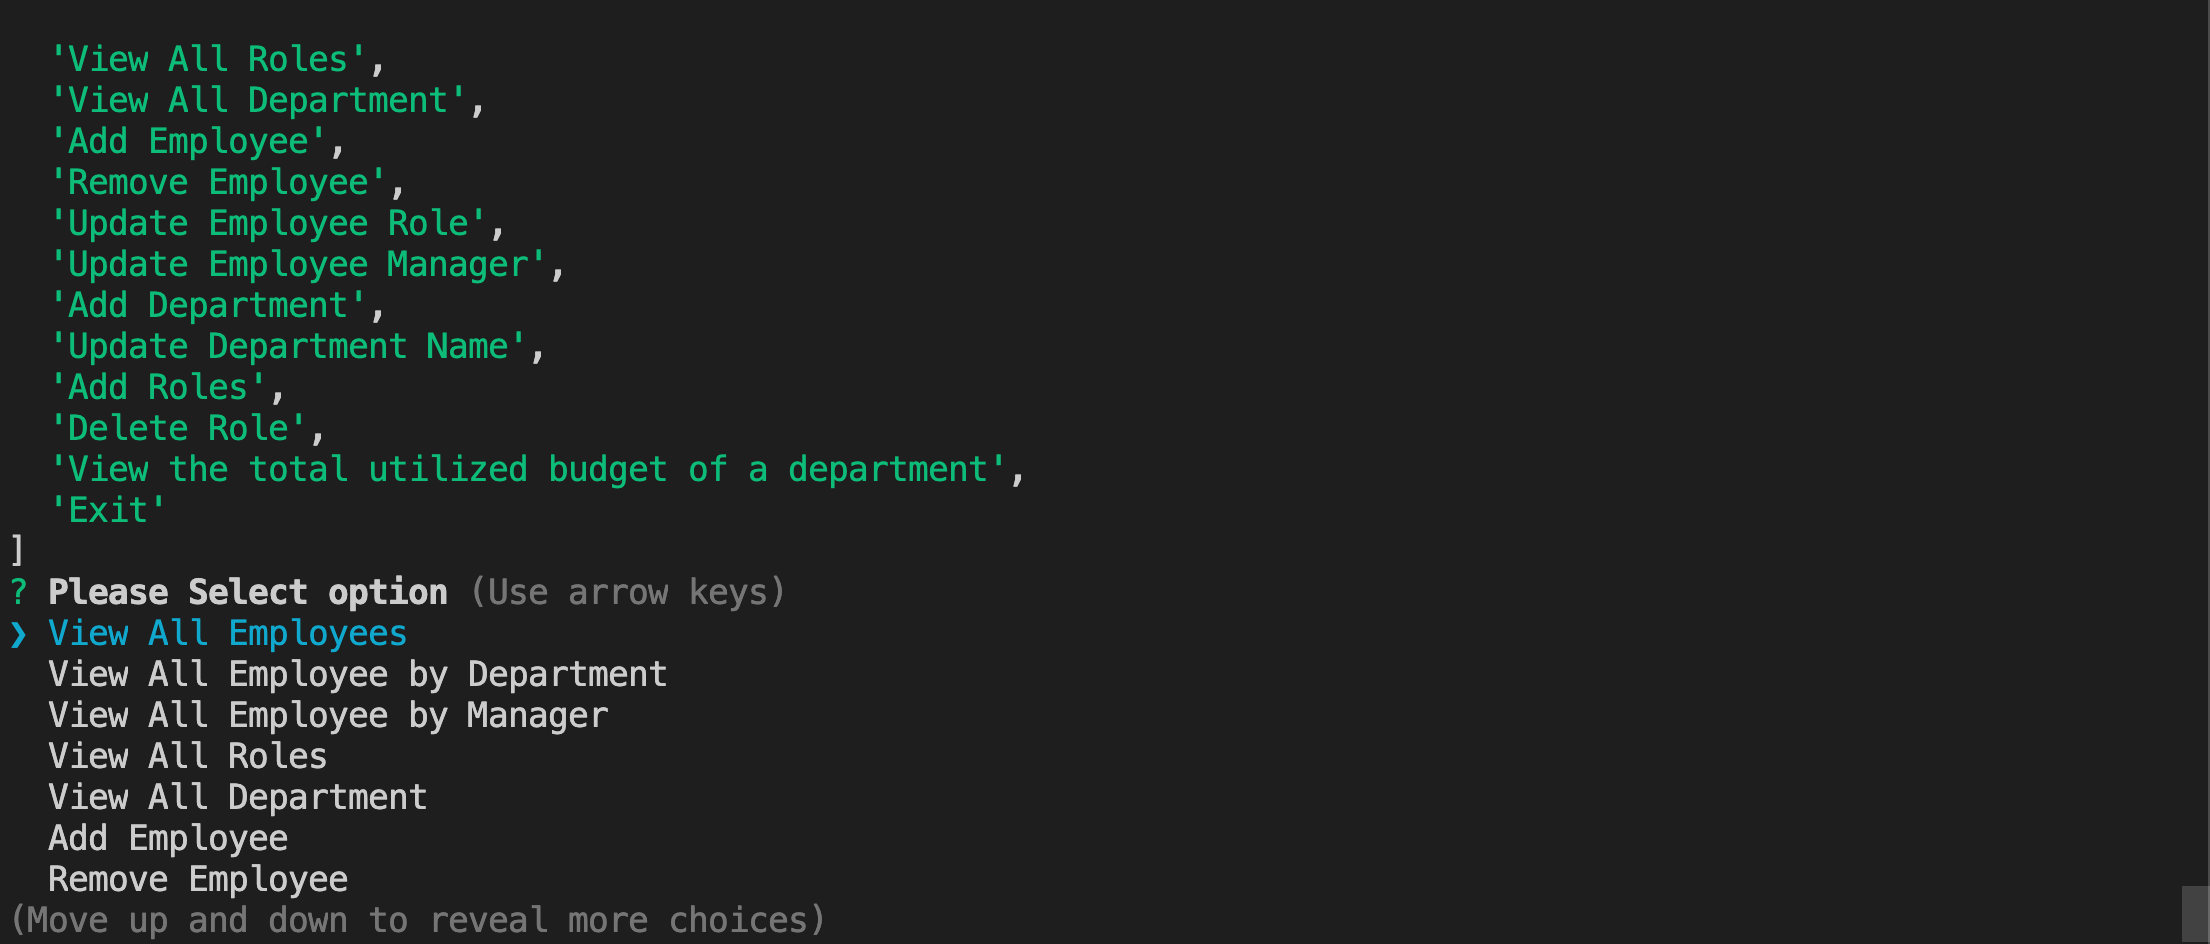 'View All Roles',
'View All Department',
'Add Employee',
'Remove Employee',
'Update Employee Role',
'Update Employee Manager',
'Add Department',
'Update Department Name',
'Add Roles',
'Delete Role',
'View the total utilized budget of a department',
'Exit'
]
? Please Select option (Use arrow keys)
❯ View All Employees
View All Employee by Department
View All Employee by Manager
View All Roles
View All Department
Add Employee
Remove Employee
(Move up and down to reveal more choices)